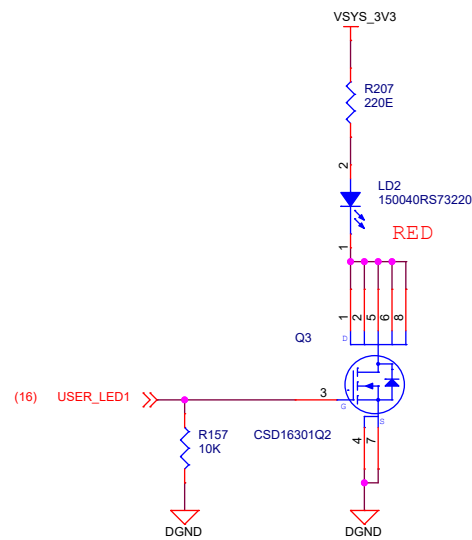 VSYS_3V3
R207
220E
2
LD2
150040RS73220
1
RED
1 2 5 6 8
Q3
D
(16) USER_LED1
3
G
S
R157
10K
CSD16301Q2
4 7
DGND
DGND